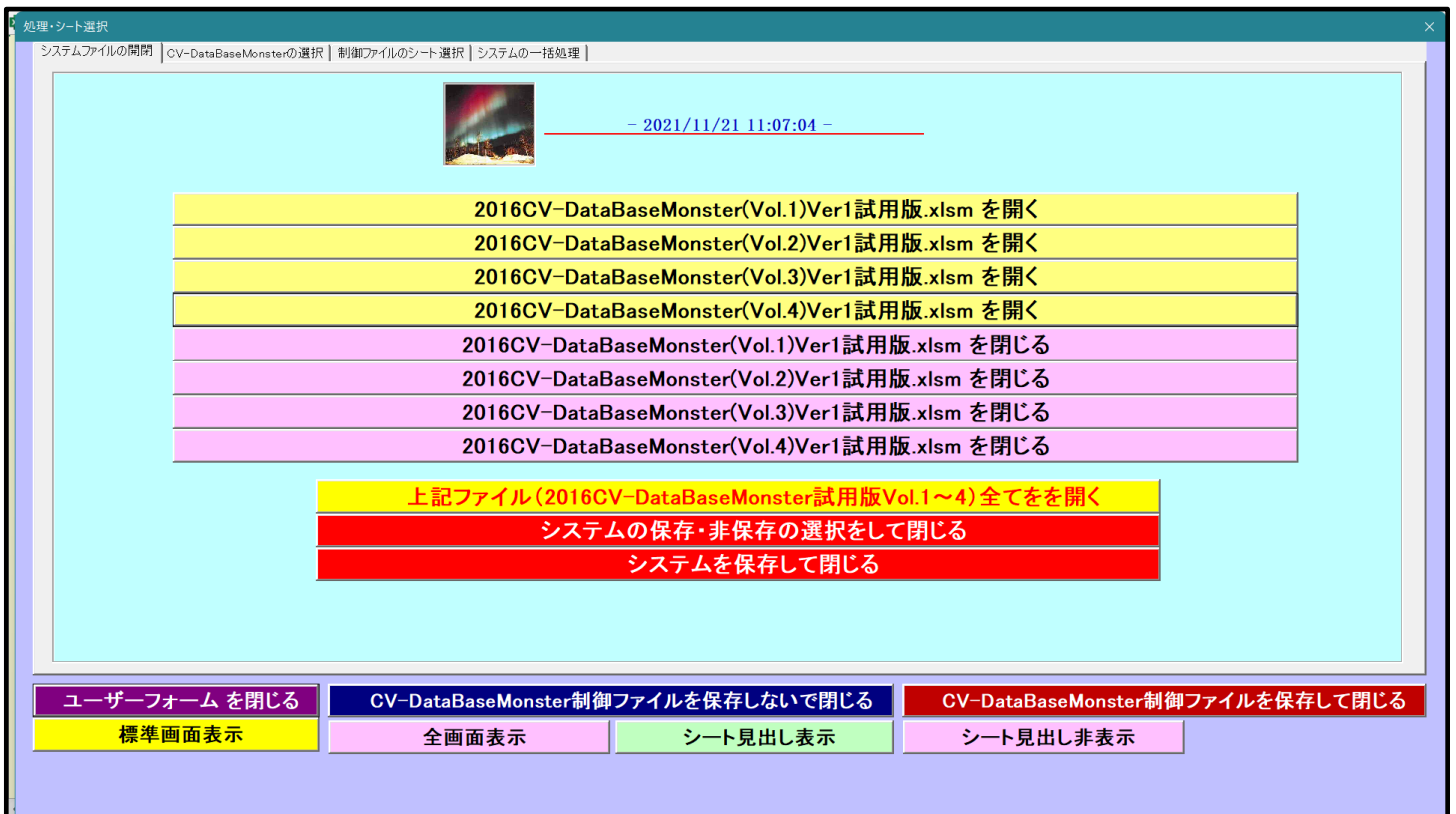 処理・シート選択
システムファイルの開閉 CV-DataBaseMonsterの選択 制御ファイルのシート選択 システムの一括処理
- 2021/11/21 11:07:04 -
2016CV-DataBaseMonster(Vol.1)Ver1試用版.xlsm を開く
2016CV-DataBaseMonster(Vol.2)Ver1試用版.xlsm を開く
2016CV-DataBaseMonster(Vol.3)Ver1試用版.xlsm を開く
2016CV-DataBaseMonster(Vol.4)Ver1試用版.xlsm を開く
2016CV-DataBaseMonster(Vol.1)Ver1試用版.xlsm を閉じる
2016CV-DataBaseMonster(Vol.2)Ver1試用版.xlsm を閉じる
2016CV-DataBaseMonster(Vol.3)Ver1試用版.xlsm を閉じる
2016CV-DataBaseMonster(Vol.4)Ver1試用版.xlsm を閉じる
上記ファイル(2016CV-DataBaseMonster試用版Vol.1~4)全てをを開く
システムの保存・非保存の選択をして閉じる
システムを保存して閉じる
ユーザーフォーム を閉じる CV-DataBaseMonster制御ファイルを保存しないで閉じる CV-DataBaseMonster制御ファイルを保存して閉じる
標準画面表示 全画面表示 シート見出し表示 シート見出し非表示